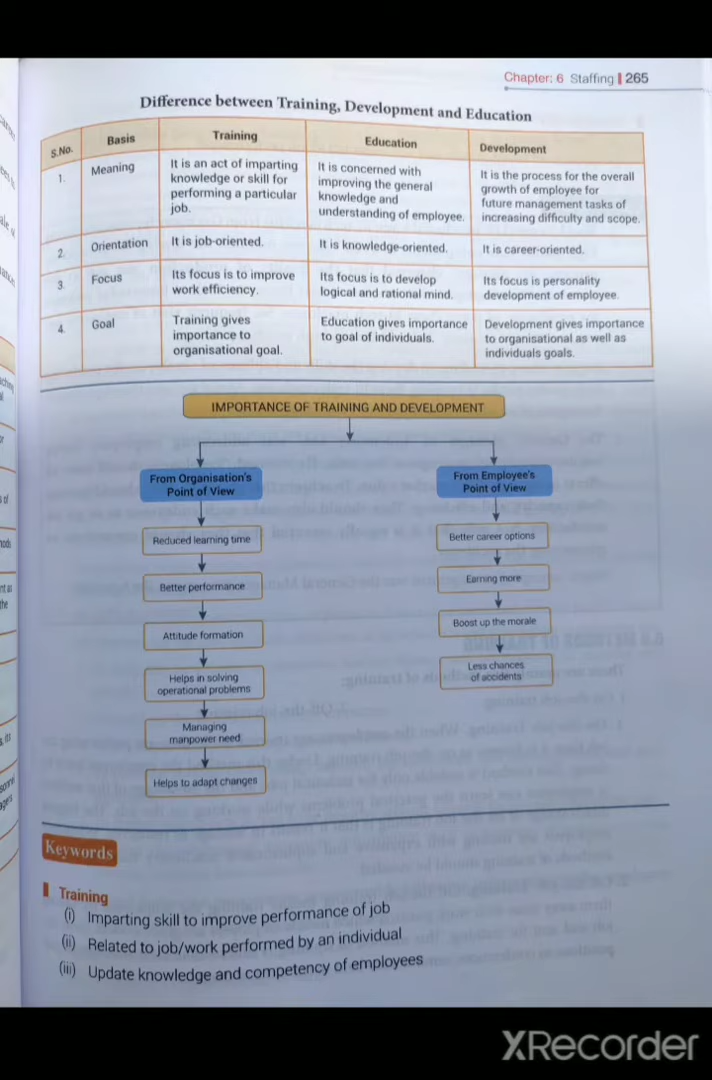 Chapter: 6 Staffing | 265
Difference between Training, Development and Education
S.No.
Basis
Training
Education
Development
1.
Meaning
It is an act of imparting
knowledge or skill for
performing a particular
job.
It is concerned with
improving the general
knowledge and
understanding of employee.
It is the process for the overall
growth of employee for
future management tasks of
increasing difficulty and scope.
2.
Orientation
It is job-oriented.
It is knowledge-oriented.
It is career-oriented.
3.
Focus
Its focus is to improve
work efficiency.
Its focus is to develop
logical and rational mind.
Its focus is personality
development of employee.
4.
Goal
Training gives
importance to
organisational goal.
Education gives importance
to goal of individuals.
Development gives importance
to organisational as well as
individuals goals.
IMPORTANCE OF TRAINING AND DEVELOPMENT
From Organisation's
Point of View
Reduced learning time
Better performance
Attitude formation
Helps in solving
operational problems
Managing
manpower need
Helps to adapt changes
From Employee's
Point of View
Better career options
Earning more
Boost up the morale
Less chances
of accidents
Keywords
Training
(i) Imparting skill to improve performance of job
(ii) Related to job/work performed by an individual
(iii) Update knowledge and competency of employees
XRecorder